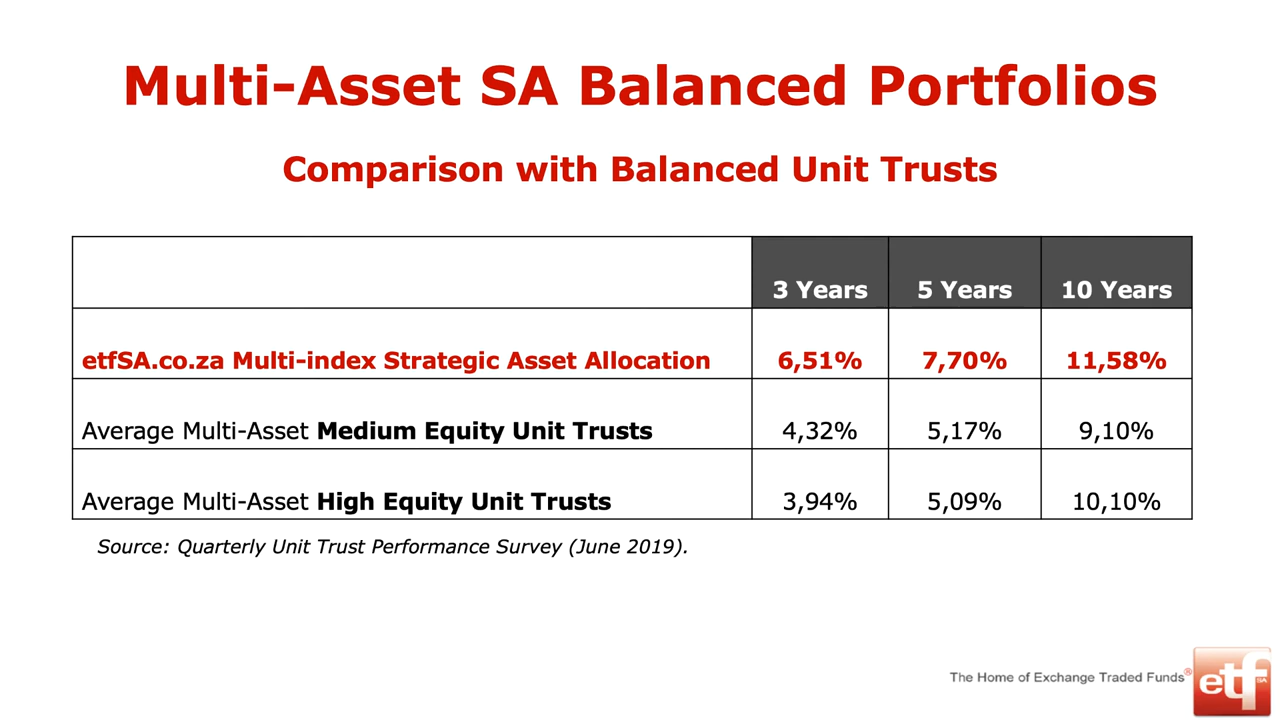 Multi-Asset SA Balanced Portfolios
Comparison with Balanced Unit Trusts
3 Years 5 Years 10 Years
etfSA.co.za Multi-index Strategic Asset Allocation 6,51% 7,70% 11,58%
Average Multi-Asset Medium Equity Unit Trusts 4,32% 5,17% 9,10%
Average Multi-Asset High Equity Unit Trusts 3,94% 5,09% 10,10%
Source: Quarterly Unit Trust Performance Survey (June 2019).
The Home of Exchange Traded Funds®
etf SA